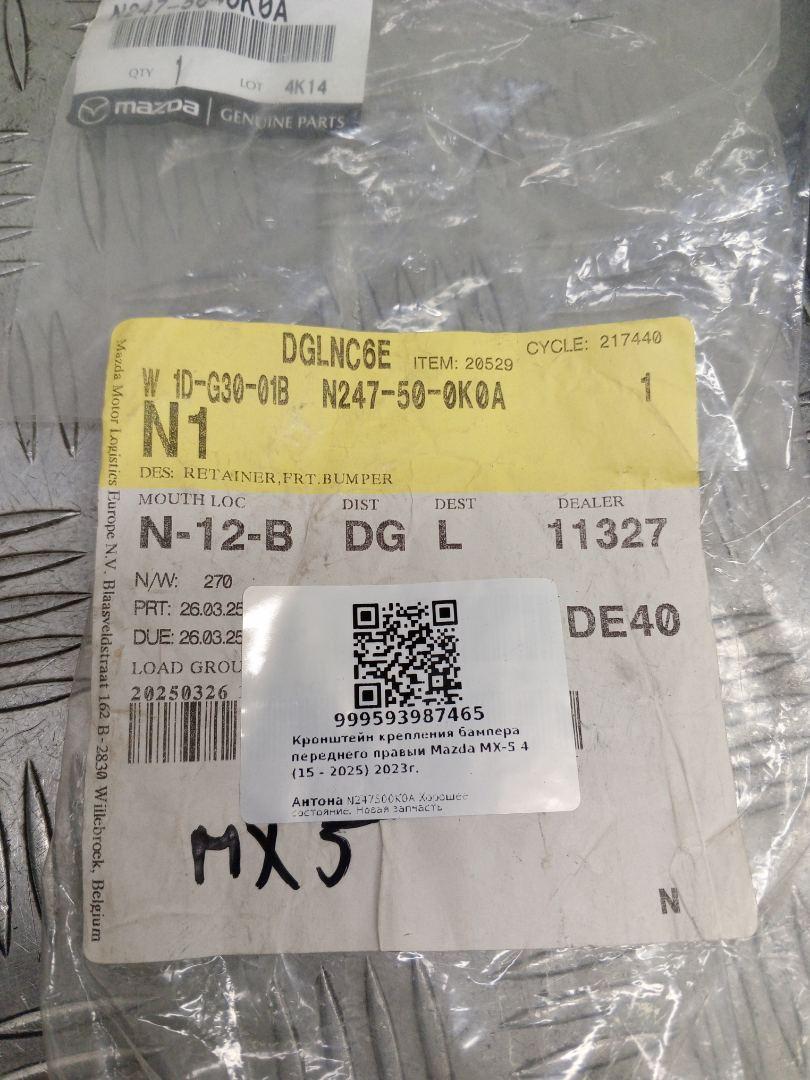 QTY 1 LOT 4K14
mazda GENUINE PARTS
DGLNC6E ITEM: 20529 CYCLE: 217440
W 1D-G30-01B N247-50-0K0A 1
N1
DES: RETAINER,FRT.BUMPER
MOUTH LOC DIST DEST DEALER
N-12-B DG L 11327
N/W: 270
PRT: 26.03.25
DUE: 26.03.25
DE40
LOAD GROU
20250326
999593987465
Кронштейн крепления бампера
переднего правый Mazda MX-5 4
(15 - 2025) 2023г.
Антона N247500K0A Хорошее
состояние. Новая запчасть
MX5
N
Mazda Motor Logistics Europe N.V. Blaasveldstraat 162 B-2830 Willebroek, Belgium